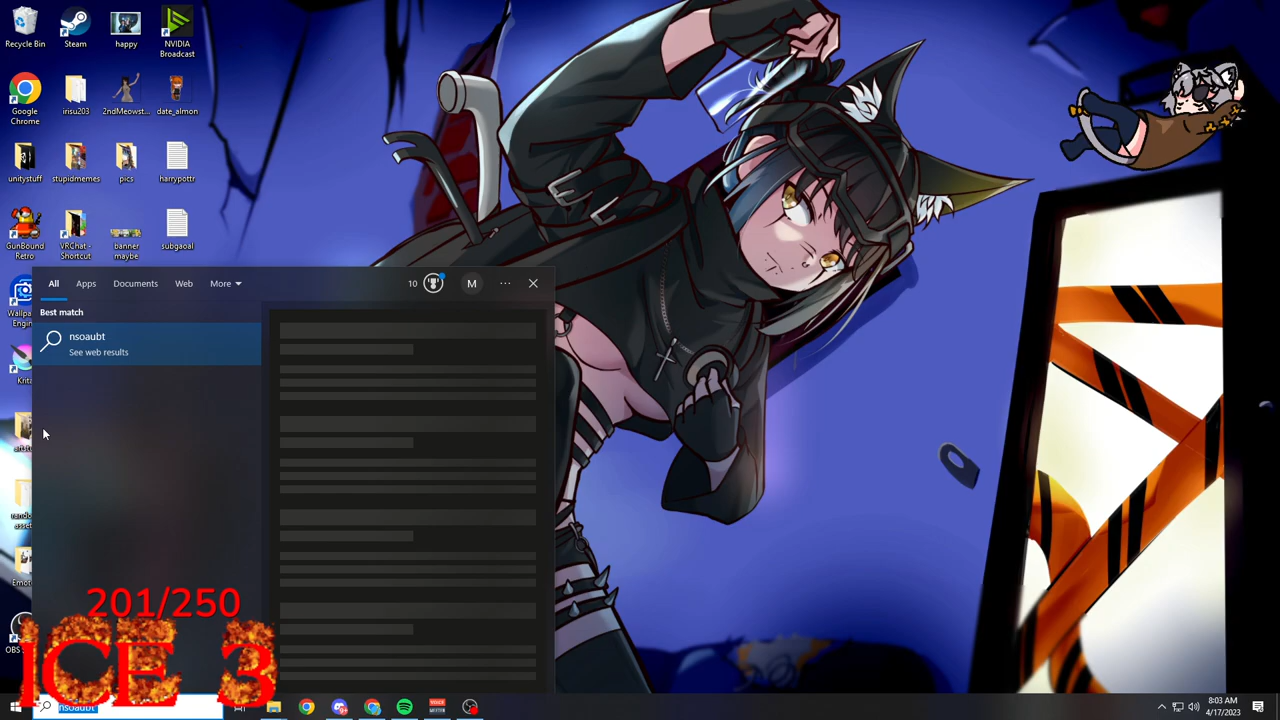 Recycle Bin
Steam
happy
NVIDIA Broadcast
Google Chrome
irisu203
2ndMeowst...
date_almon
unitystuff
stupidmemes
pics
harrypottr
GunBound Retro
VRChat - Shortcut
banner maybe
subgaoal
All
Apps
Documents
Web
More
10
M
Best match
nsoaubt
See web results
Krita
201/250
ICE 3
nsoaubt
8:03 AM
4/17/2023